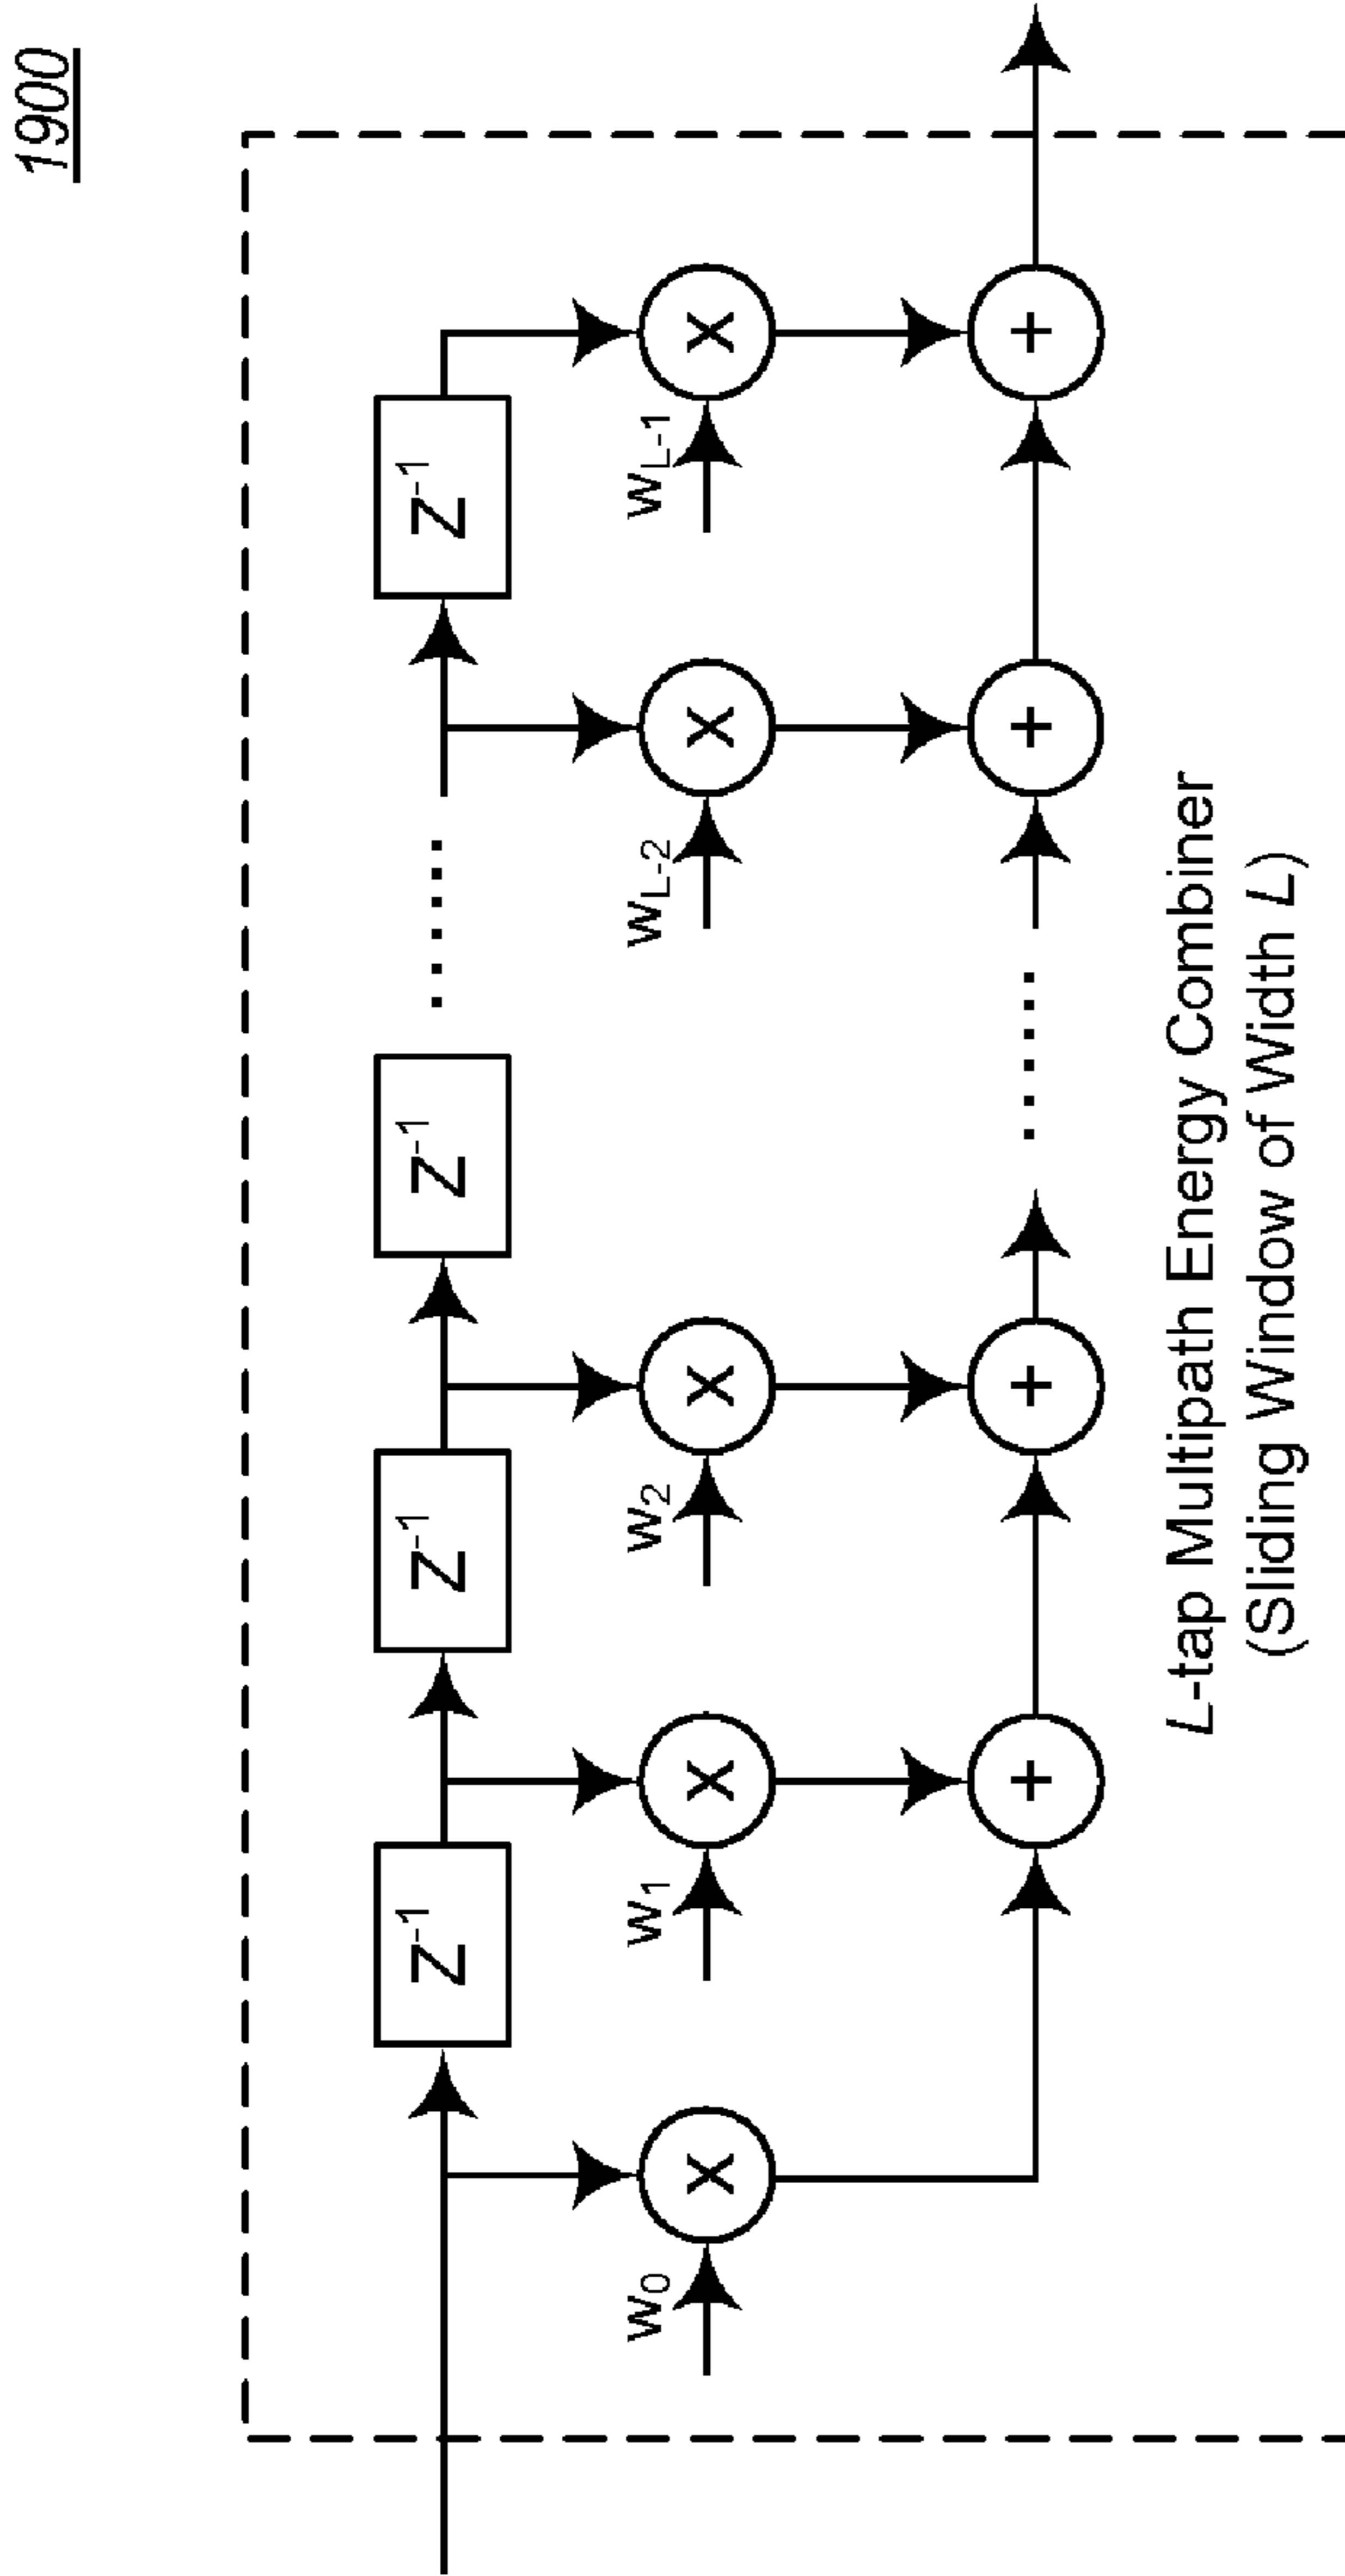 1900
Z-1
Z-1
Z-1
......
Z-1
w0
X
w1
X
w2
X
wL-2
X
wL-1
X
+
+
......
+
+
L-tap Multipath Energy Combiner
(Sliding Window of Width L)